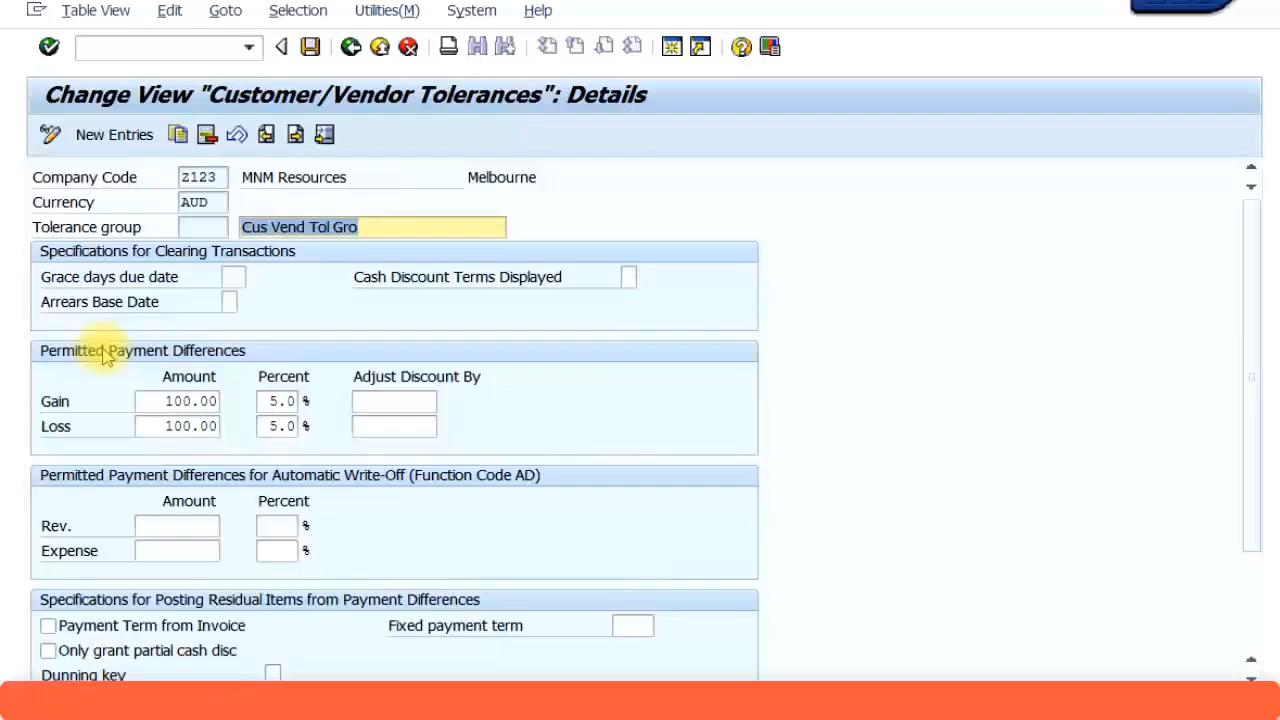 Table View Edit Goto Selection Utilities(M) System Help
Change View "Customer/Vendor Tolerances": Details
New Entries
Company Code Z123 MNM Resources Melbourne
Currency AUD
Tolerance group Cus Vend Tol Gro
Specifications for Clearing Transactions
Grace days due date Cash Discount Terms Displayed
Arrears Base Date
Permitted Payment Differences
Amount Percent Adjust Discount By
Gain 100.00 5.0 %
Loss 100.00 5.0 %
Permitted Payment Differences for Automatic Write-Off (Function Code AD)
Amount Percent
Rev. %
Expense %
Specifications for Posting Residual Items from Payment Differences
Payment Term from Invoice Fixed payment term
Only grant partial cash disc
Dunning key